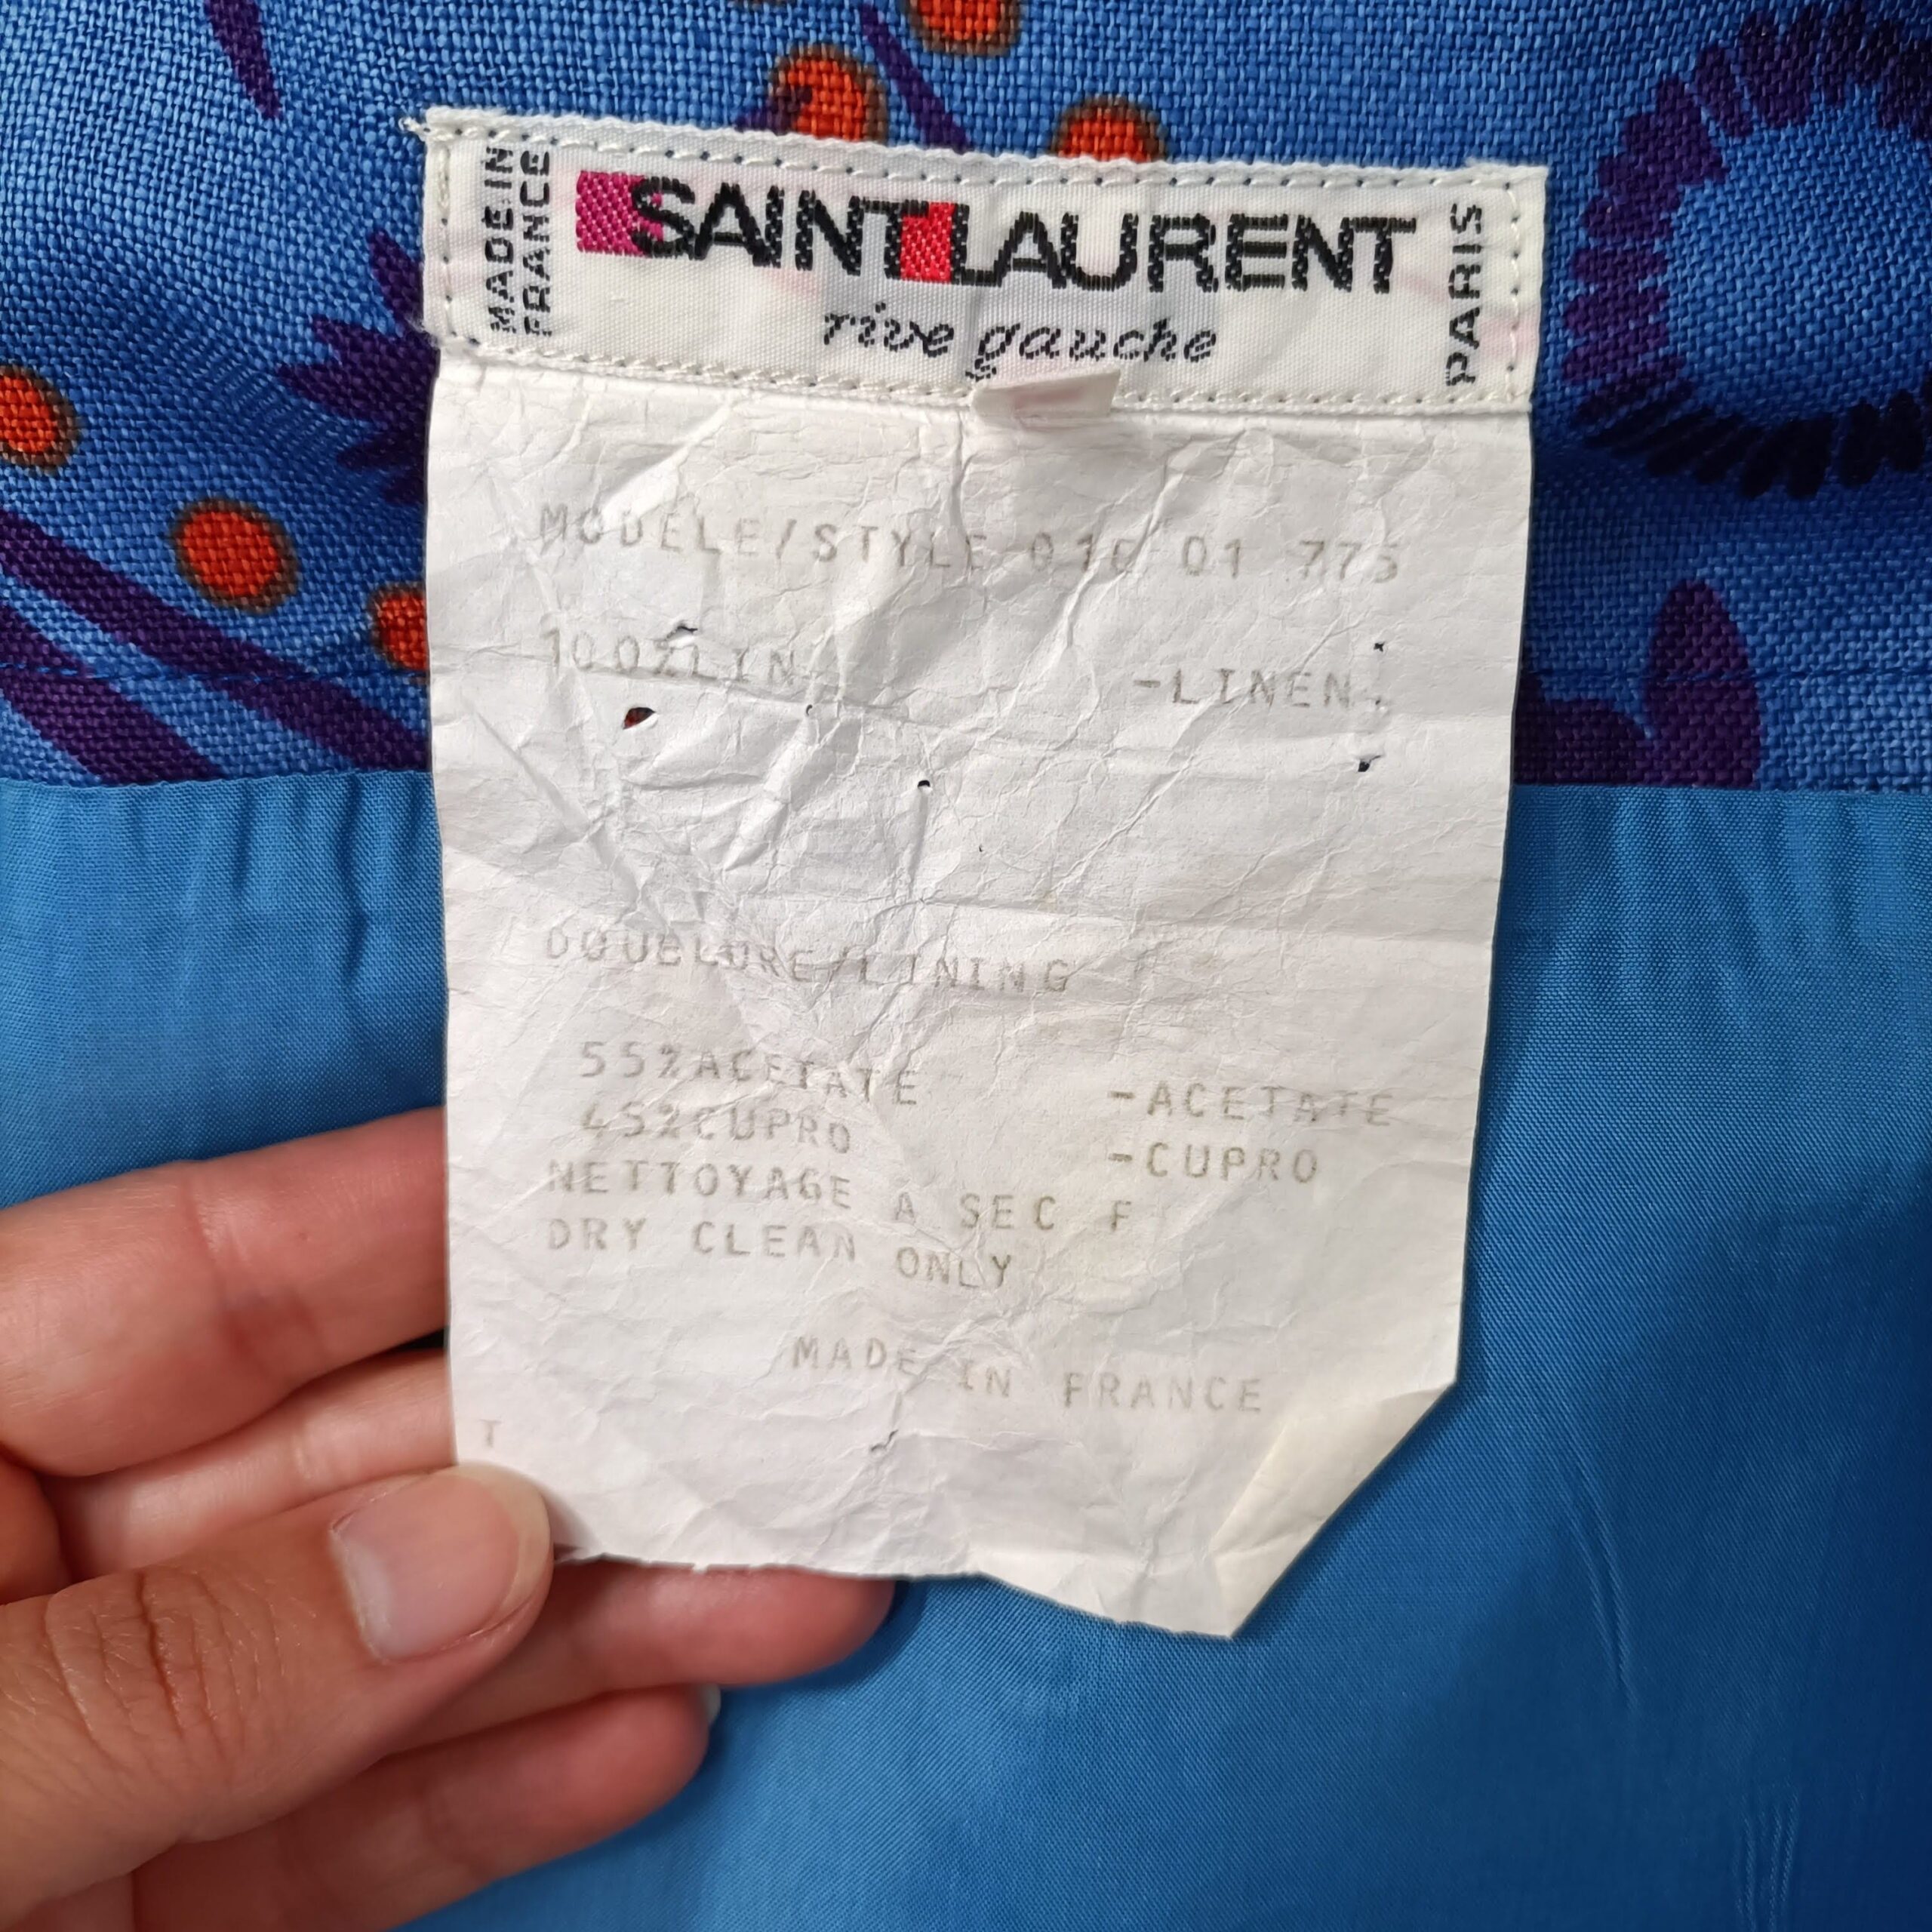 MADE IN
FRANCE
SAINT LAURENT
rive gauche
PARIS
MODELE/STYLE 01 775
100%LIN -LINEN
DOUBLURE/LINING
55%ACETATE -ACETATE
45%CUPRO -CUPRO
NETTOYAGE A SEC F
DRY CLEAN ONLY
MADE IN FRANCE
T